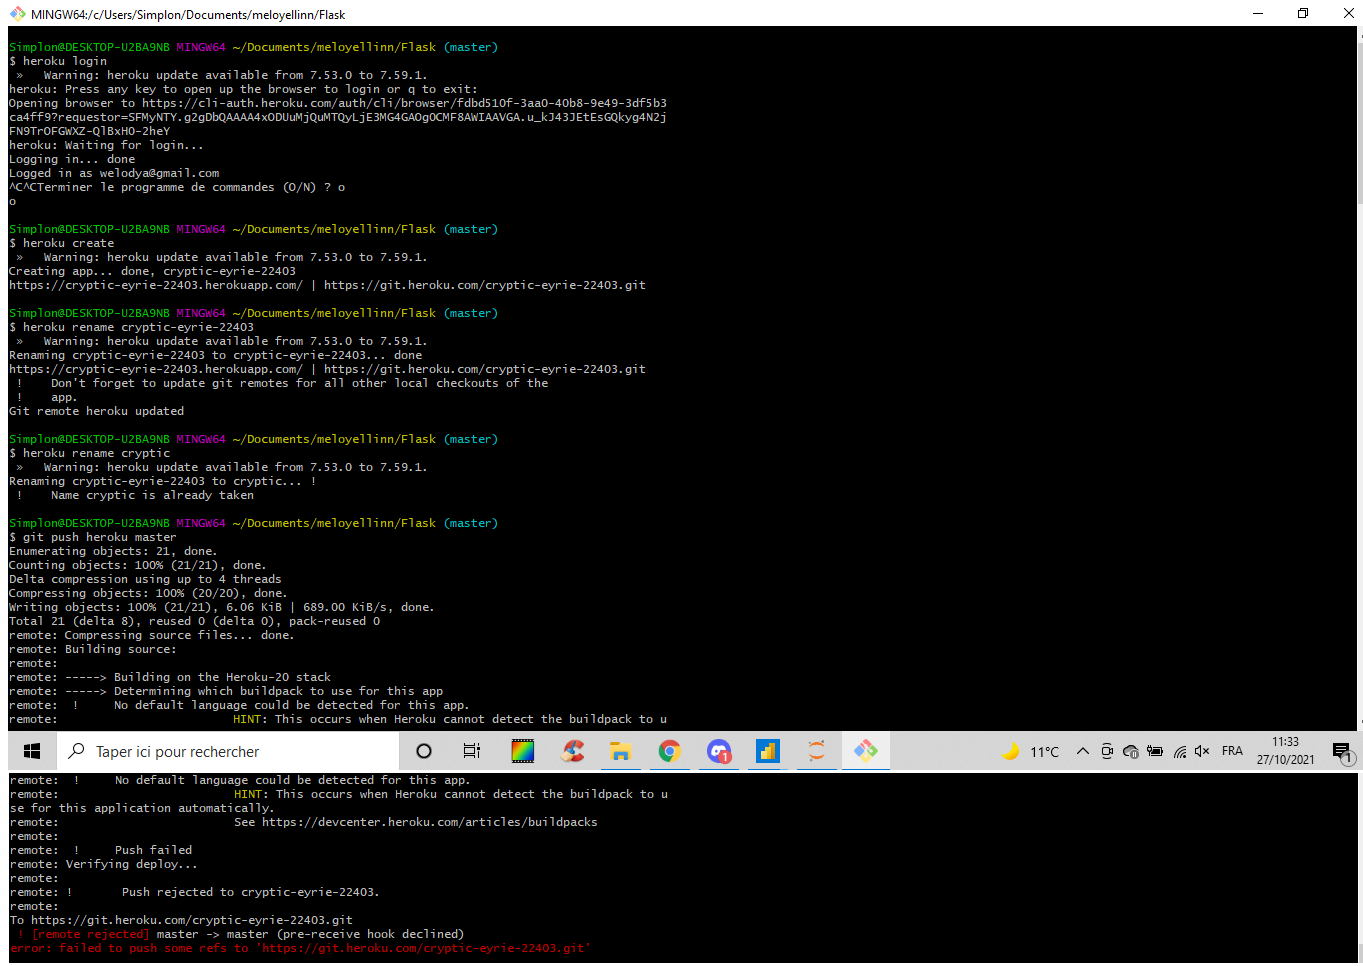 MINGW64:/c/Users/Simplon/Documents/meloyellinn/Flask
Simplon@DESKTOP-U2BA9NB MINGW64 ~/Documents/meloyellinn/Flask (master)
$ heroku login
 »   Warning: heroku update available from 7.53.0 to 7.59.1.
heroku: Press any key to open up the browser to login or q to exit:
Opening browser to https://cli-auth.heroku.com/auth/cli/browser/fdbd510f-3aa0-40b8-9e49-3df5b3
ca4ff9?requestor=SFMyNTY.g2gDbQAAAA4xODUuMjQuMTQyLjE3MG4GAOgOCMF8AWIAAVGA.u_kJ43JEtEsGQkyg4N2j
FN9TrOFGWXZ-QlBxHO-2heY
heroku: Waiting for login...
Logging in... done
Logged in as welodya@gmail.com
^C^CTerminer le programme de commandes (O/N) ? o
o
Simplon@DESKTOP-U2BA9NB MINGW64 ~/Documents/meloyellinn/Flask (master)
$ heroku create
 »   Warning: heroku update available from 7.53.0 to 7.59.1.
Creating app... done, cryptic-eyrie-22403
https://cryptic-eyrie-22403.herokuapp.com/ | https://git.heroku.com/cryptic-eyrie-22403.git
Simplon@DESKTOP-U2BA9NB MINGW64 ~/Documents/meloyellinn/Flask (master)
$ heroku rename cryptic-eyrie-22403
 »   Warning: heroku update available from 7.53.0 to 7.59.1.
Renaming cryptic-eyrie-22403 to cryptic-eyrie-22403... done
https://cryptic-eyrie-22403.herokuapp.com/ | https://git.heroku.com/cryptic-eyrie-22403.git
 !    Don't forget to update git remotes for all other local checkouts of the
 !    app.
Git remote heroku updated
Simplon@DESKTOP-U2BA9NB MINGW64 ~/Documents/meloyellinn/Flask (master)
$ heroku rename cryptic
 »   Warning: heroku update available from 7.53.0 to 7.59.1.
Renaming cryptic-eyrie-22403 to cryptic... !
 !    Name cryptic is already taken
Simplon@DESKTOP-U2BA9NB MINGW64 ~/Documents/meloyellinn/Flask (master)
$ git push heroku master
Enumerating objects: 21, done.
Counting objects: 100% (21/21), done.
Delta compression using up to 4 threads
Compressing objects: 100% (20/20), done.
Writing objects: 100% (21/21), 6.06 KiB | 689.00 KiB/s, done.
Total 21 (delta 8), reused 0 (delta 0), pack-reused 0
remote: Compressing source files... done.
remote: Building source:
remote:
remote: -----> Building on the Heroku-20 stack
remote: -----> Determining which buildpack to use for this app
remote:  !     No default language could be detected for this app.
remote:                         HINT: This occurs when Heroku cannot detect the buildpack to u
Taper ici pour rechercher
1
11°C
FRA
11:33
27/10/2021
1
remote:  !     No default language could be detected for this app.
remote:                         HINT: This occurs when Heroku cannot detect the buildpack to u
se for this application automatically.
remote:                         See https://devcenter.heroku.com/articles/buildpacks
remote:
remote:  !     Push failed
remote: Verifying deploy...
remote:
remote: !       Push rejected to cryptic-eyrie-22403.
remote:
To https://git.heroku.com/cryptic-eyrie-22403.git
 ! [remote rejected] master -> master (pre-receive hook declined)
error: failed to push some refs to 'https://git.heroku.com/cryptic-eyrie-22403.git'